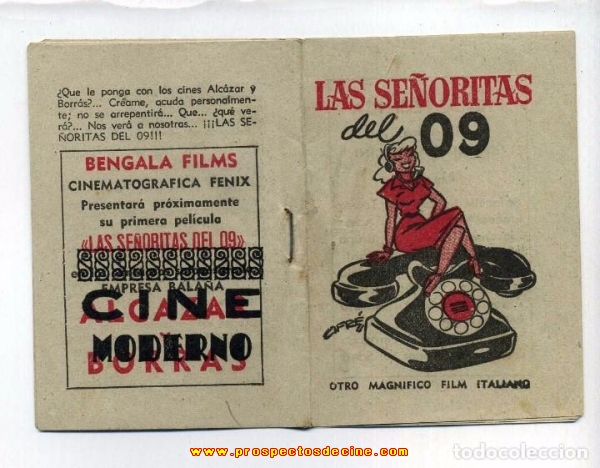 ¿Que le ponga con los cines Alcázar y
Borrás?... Créame, acuda personalmen-
te; no se arrepentirá... Que... ¿qué ve-
rá?... Nos verá a nosotras... ¡¡¡LAS SE-
ÑORITAS DEL 09!!!
BENGALA FILMS
CINEMATOGRAFICA FENIX
Presentará próximamente
su primera película
«LAS SEÑORITAS DEL 09»
EMPRESA BALAÑA
ALCAZAR
CINE
MODERNO
BORRAS
LAS SEÑORITAS
del 09
OTRO MAGNIFICO FILM ITALIANO
www.prospectosdecine.com
todocoleccion